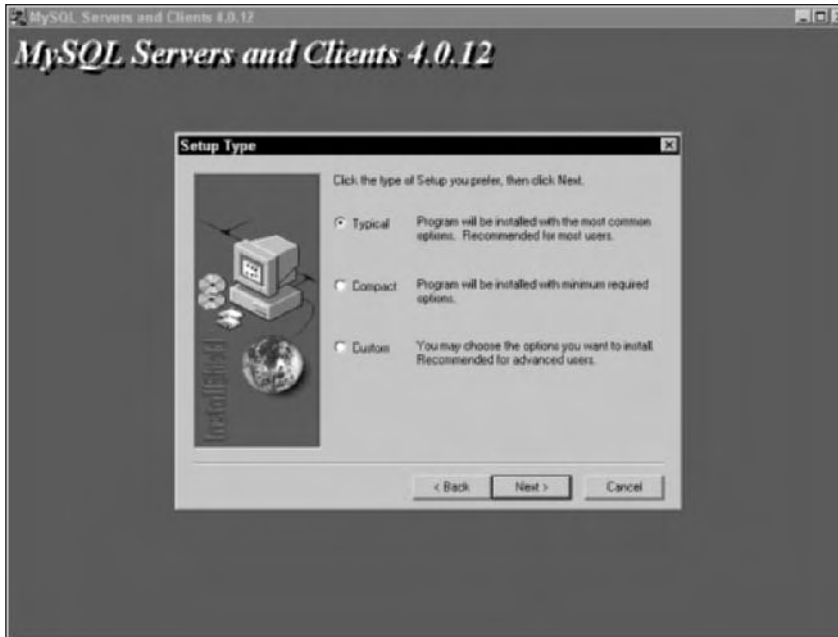 MySQL Servers and Clients 4.0.12
MySQL Servers and Clients 4.0.12
Setup Type
Click the type of Setup you prefer, then click Next.
Typical Program will be installed with the most common
options. Recommended for most users.
Compact Program will be installed with minimum required
options.
Custom You may choose the options you want to install
Recommended for advanced users.
InstallShield
< Back Next > Cancel